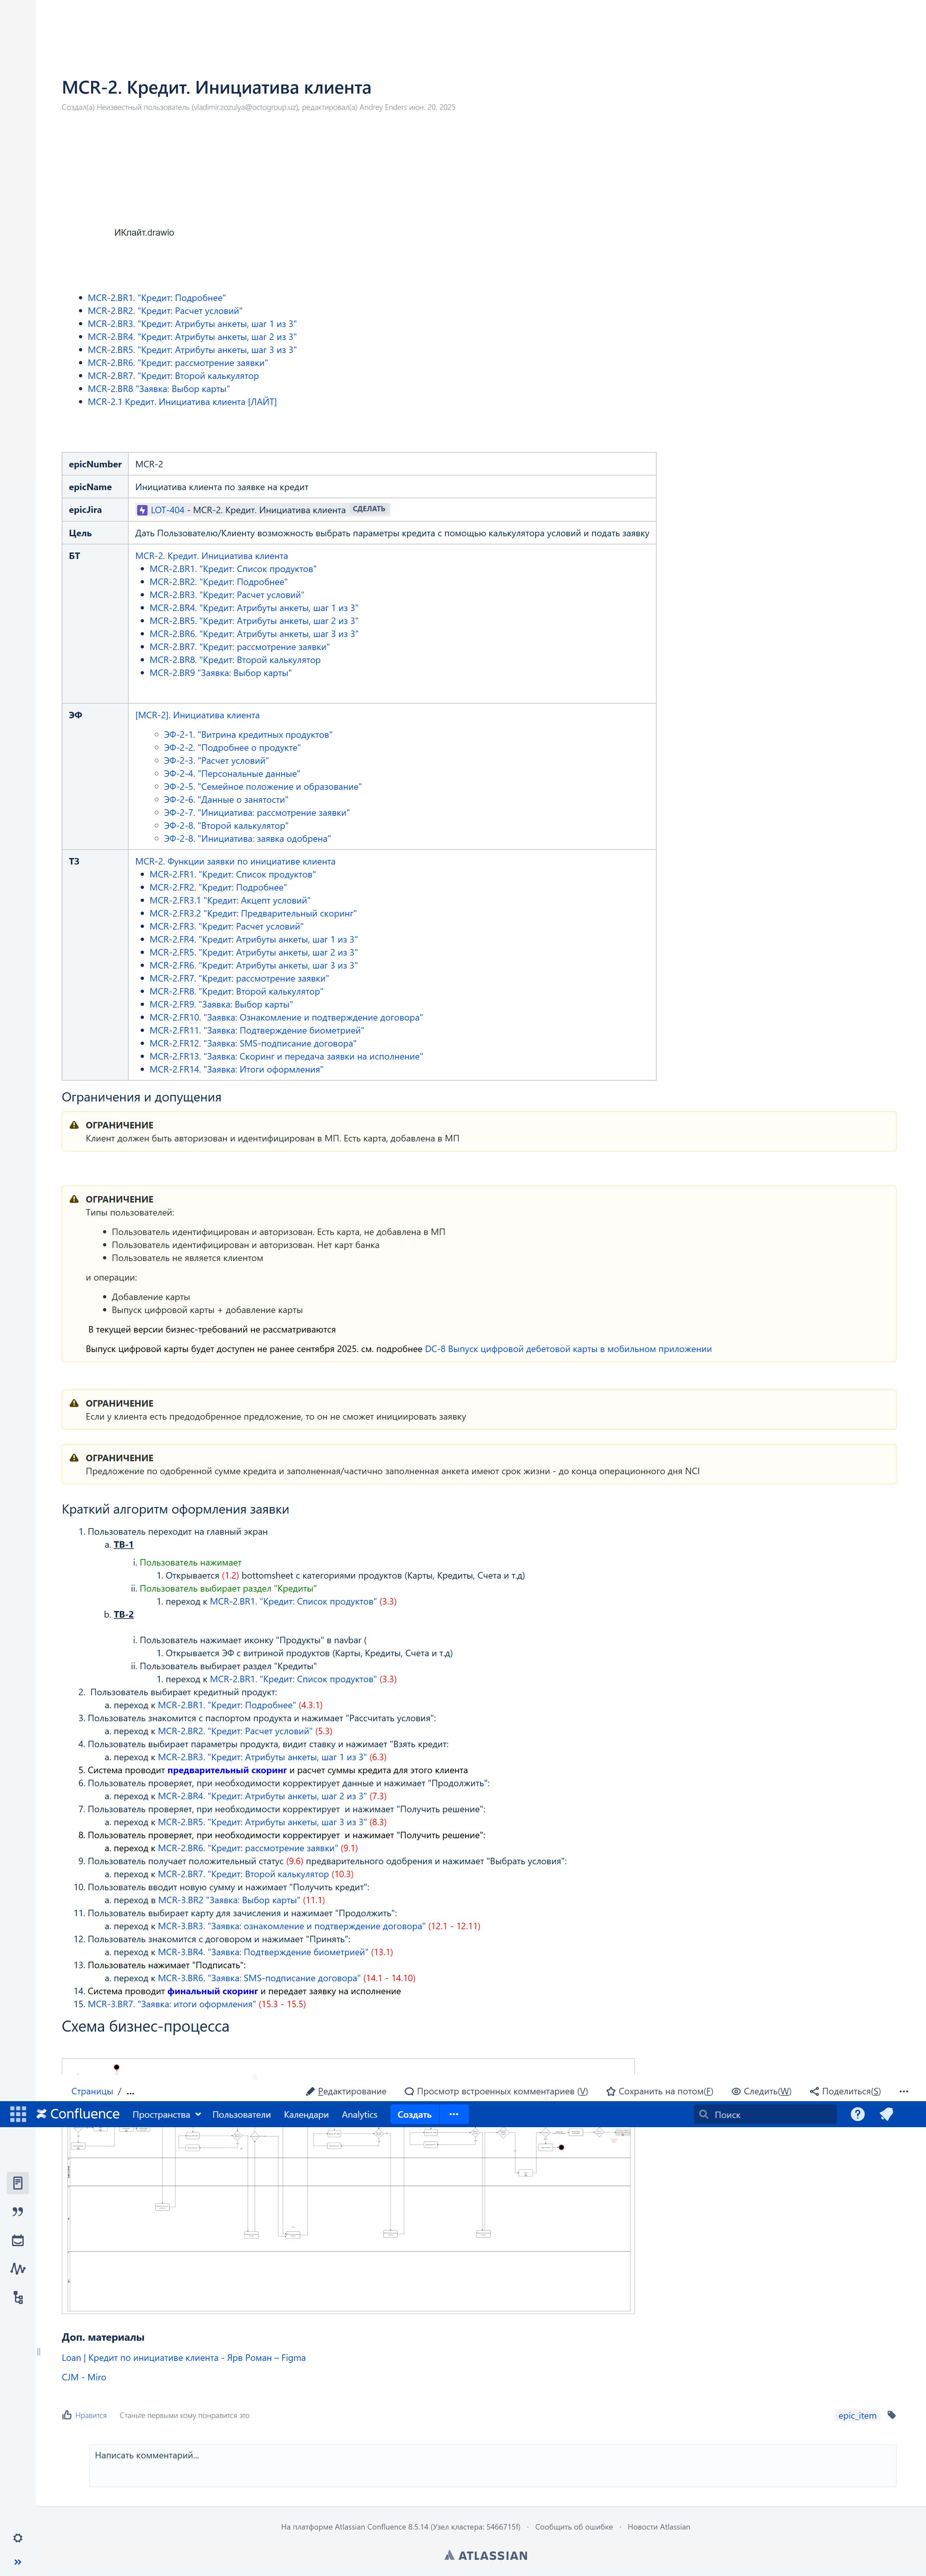 MCR-2. Кредит. Инициатива клиента
Создал(а) Неизвестный пользователь (vladimir.zozulya@octogroup.uz), редактировал(а) Andrey Enders июн. 20, 2025
ИКлайт.drawio
MCR-2.BR1. "Кредит: Подробнее"
MCR-2.BR2. "Кредит: Расчет условий"
MCR-2.BR3. "Кредит: Атрибуты анкеты, шаг 1 из 3"
MCR-2.BR4. "Кредит: Атрибуты анкеты, шаг 2 из 3"
MCR-2.BR5. "Кредит: Атрибуты анкеты, шаг 3 из 3"
MCR-2.BR6. "Кредит: рассмотрение заявки"
MCR-2.BR7. "Кредит: Второй калькулятор
MCR-2.BR8 "Заявка: Выбор карты"
MCR-2.1 Кредит. Инициатива клиента [ЛАЙТ]
epicNumber MCR-2
epicName Инициатива клиента по заявке на кредит
epicJira LOT-404 - MCR-2. Кредит. Инициатива клиента СДЕЛАТЬ
Цель Дать Пользователю/Клиенту возможность выбрать параметры кредита с помощью калькулятора условий и подать заявку
БТ MCR-2. Кредит. Инициатива клиента
MCR-2.BR1. "Кредит: Список продуктов"
MCR-2.BR2. "Кредит: Подробнее"
MCR-2.BR3. "Кредит: Расчет условий"
MCR-2.BR4. "Кредит: Атрибуты анкеты, шаг 1 из 3"
MCR-2.BR5. "Кредит: Атрибуты анкеты, шаг 2 из 3"
MCR-2.BR6. "Кредит: Атрибуты анкеты, шаг 3 из 3"
MCR-2.BR7. "Кредит: рассмотрение заявки"
MCR-2.BR8. "Кредит: Второй калькулятор
MCR-2.BR9 "Заявка: Выбор карты"
ЭФ [MCR-2]. Инициатива клиента
ЭФ-2-1. "Витрина кредитных продуктов"
ЭФ-2-2. "Подробнее о продукте"
ЭФ-2-3. "Расчет условий"
ЭФ-2-4. "Персональные данные"
ЭФ-2-5. "Семейное положение и образование"
ЭФ-2-6. "Данные о занятости"
ЭФ-2-7. "Инициатива: рассмотрение заявки"
ЭФ-2-8. "Второй калькулятор"
ЭФ-2-8. "Инициатива: заявка одобрена"
ТЗ MCR-2. Функции заявки по инициативе клиента
MCR-2.FR1. "Кредит: Список продуктов"
MCR-2.FR2. "Кредит: Подробнее"
MCR-2.FR3.1 "Кредит: Акцепт условий"
MCR-2.FR3.2 "Кредит: Предварительный скоринг"
MCR-2.FR3. "Кредит: Расчет условий"
MCR-2.FR4. "Кредит: Атрибуты анкеты, шаг 1 из 3"
MCR-2.FR5. "Кредит: Атрибуты анкеты, шаг 2 из 3"
MCR-2.FR6. "Кредит: Атрибуты анкеты, шаг 3 из 3"
MCR-2.FR7. "Кредит: рассмотрение заявки"
MCR-2.FR8. "Кредит: Второй калькулятор"
MCR-2.FR9. "Заявка: Выбор карты"
MCR-2.FR10. "Заявка: Ознакомление и подтверждение договора"
MCR-2.FR11. "Заявка: Подтверждение биометрией"
MCR-2.FR12. "Заявка: SMS-подписание договора"
MCR-2.FR13. "Заявка: Скоринг и передача заявки на исполнение"
MCR-2.FR14. "Заявка: Итоги оформления"
Ограничения и допущения
ОГРАНИЧЕНИЕ
Клиент должен быть авторизован и идентифицирован в МП. Есть карта, добавлена в МП
ОГРАНИЧЕНИЕ
Типы пользователей:
Пользователь идентифицирован и авторизован. Есть карта, не добавлена в МП
Пользователь идентифицирован и авторизован. Нет карт банка
Пользователь не является клиентом
и операции:
Добавление карты
Выпуск цифровой карты + добавление карты
В текущей версии бизнес-требований не рассматриваются
Выпуск цифровой карты будет доступен не ранее сентября 2025. см. подробнее DC-8 Выпуск цифровой дебетовой карты в мобильном приложении
ОГРАНИЧЕНИЕ
Если у клиента есть предодобренное предложение, то он не сможет инициировать заявку
ОГРАНИЧЕНИЕ
Предложение по одобренной сумме кредита и заполненная/частично заполненная анкета имеют срок жизни - до конца операционного дня NCI
Краткий алгоритм оформления заявки
1. Пользователь переходит на главный экран
a. ТВ-1
i. Пользователь нажимает
1. Открывается (1.2) bottomsheet с категориями продуктов (Карты, Кредиты, Счета и т.д)
ii. Пользователь выбирает раздел "Кредиты"
1. переход к MCR-2.BR1. "Кредит: Список продуктов" (3.3)
b. ТВ-2
i. Пользователь нажимает иконку "Продукты" в navbar (
1. Открывается ЭФ с витриной продуктов (Карты, Кредиты, Счета и т.д)
ii. Пользователь выбирает раздел "Кредиты"
1. переход к MCR-2.BR1. "Кредит: Список продуктов" (3.3)
2. Пользователь выбирает кредитный продукт:
a. переход к MCR-2.BR1. "Кредит: Подробнее" (4.3.1)
3. Пользователь знакомится с паспортом продукта и нажимает "Рассчитать условия":
a. переход к MCR-2.BR2. "Кредит: Расчет условий" (5.3)
4. Пользователь выбирает параметры продукта, видит ставку и нажимает "Взять кредит:
a. переход к MCR-2.BR3. "Кредит: Атрибуты анкеты, шаг 1 из 3" (6.3)
5. Система проводит предварительный скоринг и расчет суммы кредита для этого клиента
6. Пользователь проверяет, при необходимости корректирует данные и нажимает "Продолжить":
a. переход к MCR-2.BR4. "Кредит: Атрибуты анкеты, шаг 2 из 3" (7.3)
7. Пользователь проверяет, при необходимости корректирует и нажимает "Получить решение":
a. переход к MCR-2.BR5. "Кредит: Атрибуты анкеты, шаг 3 из 3" (8.3)
8. Пользователь проверяет, при необходимости корректирует и нажимает "Получить решение":
a. переход к MCR-2.BR6. "Кредит: рассмотрение заявки" (9.1)
9. Пользователь получает положительный статус (9.6) предварительного одобрения и нажимает "Выбрать условия":
a. переход к MCR-2.BR7. "Кредит: Второй калькулятор (10.3)
10. Пользователь вводит новую сумму и нажимает "Получить кредит":
a. переход в MCR-3.BR2 "Заявка: Выбор карты" (11.1)
11. Пользователь выбирает карту для зачисления и нажимает "Продолжить":
a. переход к MCR-3.BR3. "Заявка: ознакомление и подтверждение договора" (12.1 - 12.11)
12. Пользователь знакомится с договором и нажимает "Принять":
a. переход к MCR-3.BR4. "Заявка: Подтверждение биометрией" (13.1)
13. Пользователь нажимает "Подписать":
a. переход к MCR-3.BR6. "Заявка: SMS-подписание договора" (14.1 - 14.10)
14. Система проводит финальный скоринг и передает заявку на исполнение
15. MCR-3.BR7. "Заявка: итоги оформления" (15.3 - 15.5)
Схема бизнес-процесса
Страницы / ... Редактирование Просмотр встроенных комментариев (V) Сохранить на потом(F) Следить(W) Поделиться(S)
Confluence Пространства Пользователи Календари Analytics Создать Поиск
Доп. материалы
Loan | Кредит по инициативе клиента - Ярв Роман – Figma
CJM - Miro
Нравится Станьте первыми кому понравится это epic_item
Написать комментарий...
На платформе Atlassian Confluence 8.5.14 (Узел кластера: 5466715f) · Сообщить об ошибке · Новости Atlassian
ATLASSIAN